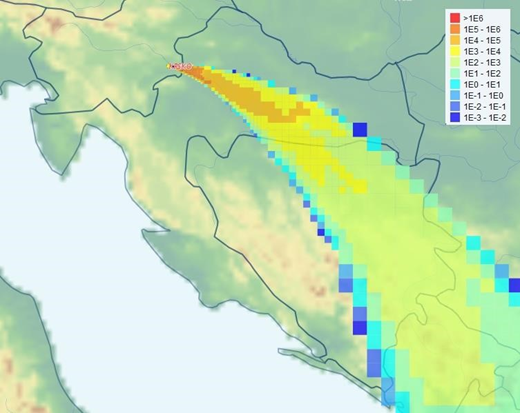 >1E6
1E5 - 1E6
1E4 - 1E5
1E3 - 1E4
1E2 - 1E3
1E1 - 1E2
1E0 - 1E1
1E-1 - 1E0
1E-2 - 1E-1
1E-3 - 1E-2